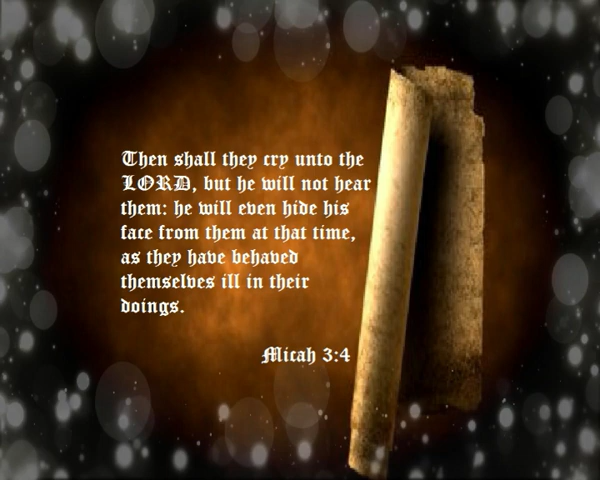 Then shall they cry unto the
LORD, but he will not hear
them: he will even hide his
face from them at that time,
as they have behaved
themselves ill in their
doings.
Micah 3:4